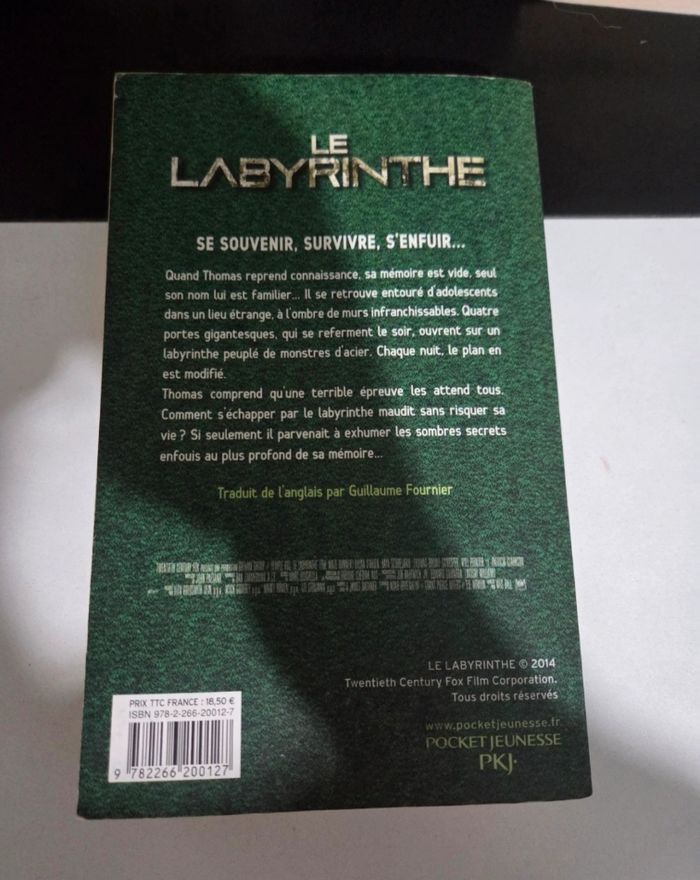 LE
LABYRINTHE
SE SOUVENIR, SURVIVRE, S'ENFUIR...
Quand Thomas reprend connaissance, sa mémoire est vide, seul
son nom lui est familier... Il se retrouve entouré d'adolescents
dans un lieu étrange, à l'ombre de murs infranchissables. Quatre
portes gigantesques, qui se referment le soir, ouvrent sur un
labyrinthe peuplé de monstres d'acier. Chaque nuit, le plan en
est modifié.
Thomas comprend qu'une terrible épreuve les attend tous.
Comment s'échapper par le labyrinthe maudit sans risquer sa
vie ? Si seulement il parvenait à exhumer les sombres secrets
enfouis au plus profond de sa mémoire...
Traduit de l'anglais par Guillaume Fournier
TWENTIETH CENTURY FOX
LE LABYRINTHE © 2014
Twentieth Century Fox Film Corporation.
Tous droits réservés
www.pocketjeunesse.fr
POCKET JEUNESSE
PKJ·
PRIX TTC FRANCE : 18,50 €
ISBN 978-2-266-20012-7
9 782266 200127